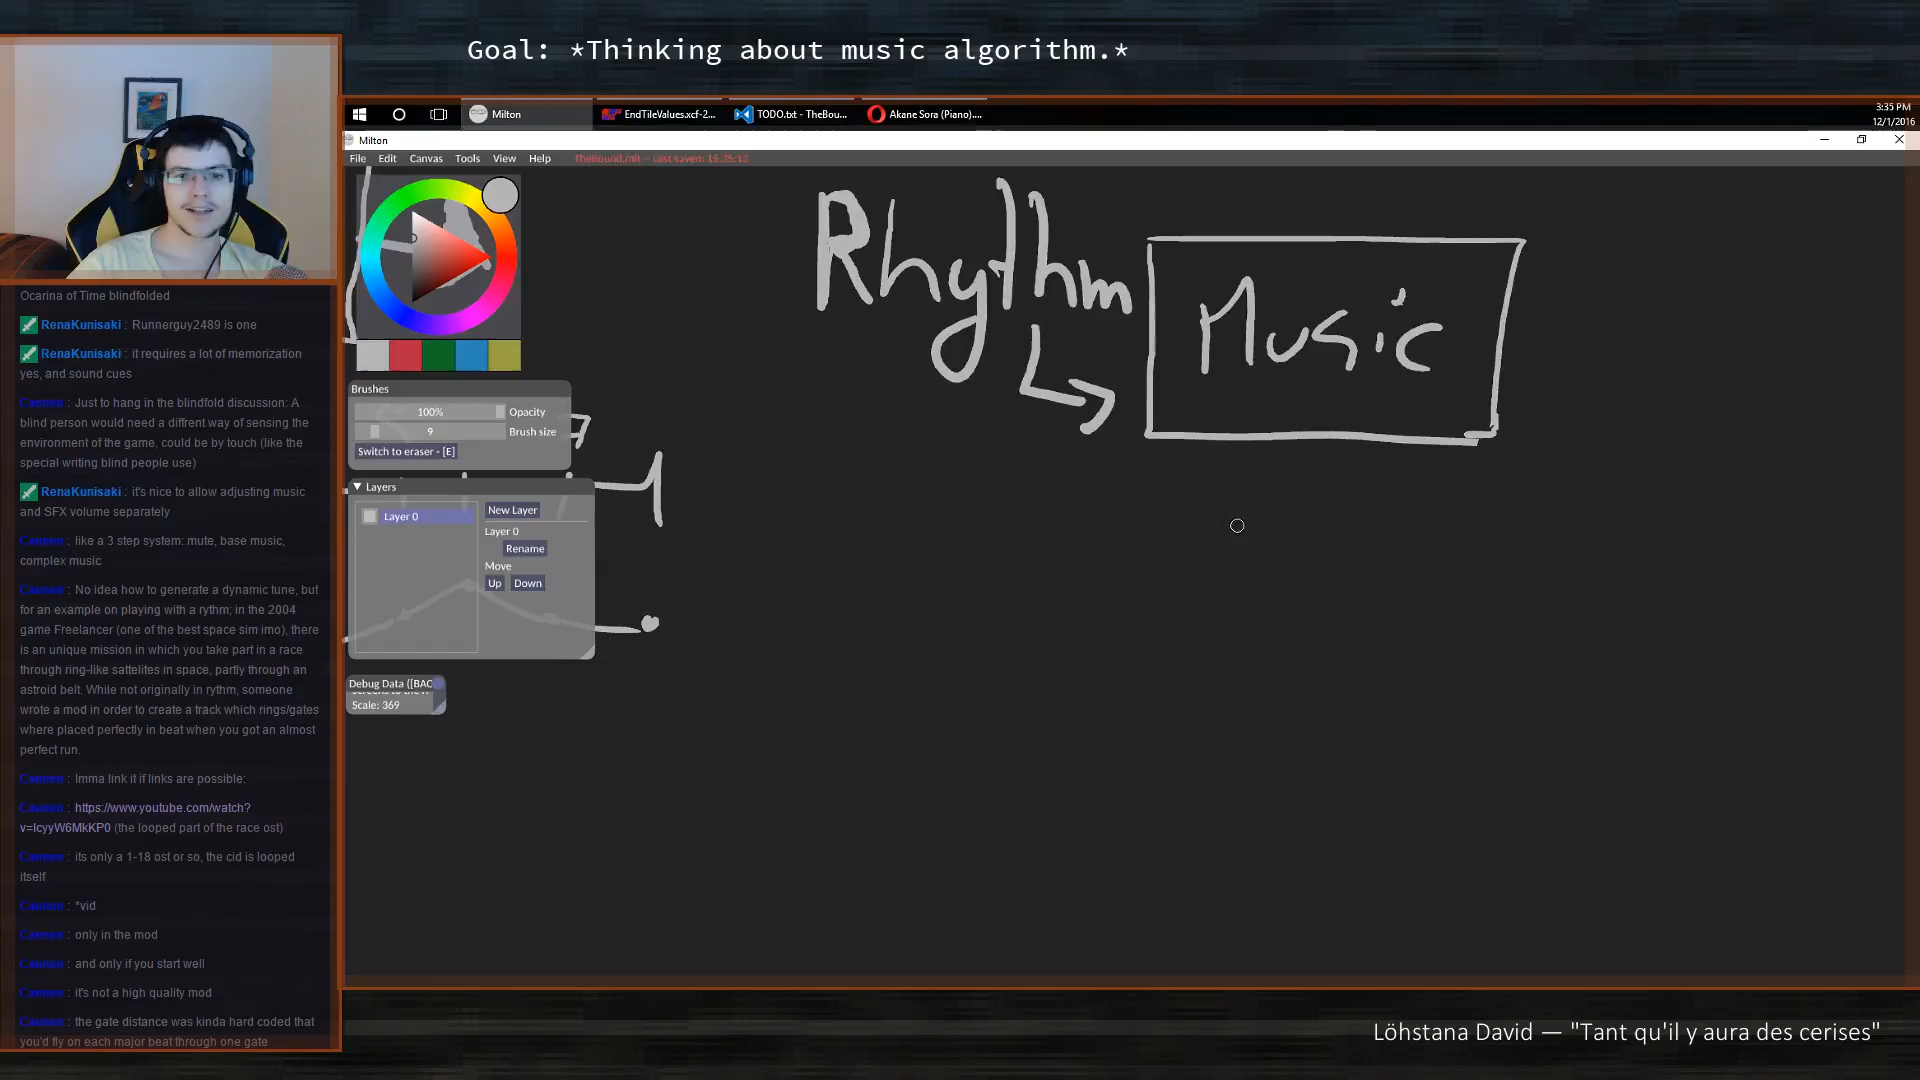 Goal: *Thinking about music algorithm.*
Milton
EndTileValues.xcf-2...
TODO.txt - TheBou...
Akane Sora (Piano)....
3:35 PM
12/1/2016
Milton
File Edit Canvas Tools View Help
TheBound.mlt -- Last saved: 15:35:12
Ocarina of Time blindfolded
RenaKunisaki : Runnerguy2489 is one
RenaKunisaki : it requires a lot of memorization
yes, and sound cues
: Just to hang in the blindfold discussion: A
blind person would need a diffrent way of sensing the
environment of the game, could be by touch (like the
special writing blind people use)
RenaKunisaki : it's nice to allow adjusting music
and SFX volume separately
: like a 3 step system: mute, base music,
complex music
: No idea how to generate a dynamic tune, but
for an example on playing with a rythm; in the 2004
game Freelancer (one of the best space sim imo), there
is an unique mission in which you take part in a race
through ring-like sattelites in space, partly through an
astroid belt. While not originally in rythm, someone
wrote a mod in order to create a track which rings/gates
where placed perfectly in beat when you got an almost
perfect run.
: Imma link it if links are possible:
: https://www.youtube.com/watch?
v=IcyyW6MkKP0 (the looped part of the race ost)
: its only a 1-18 ost or so, the cid is looped
itself
: *vid
: only in the mod
: and only if you start well
: it's not a high quality mod
: the gate distance was kinda hard coded that
you'd fly on each major beat through one gate
Brushes
100% Opacity
9 Brush size
Switch to eraser - [E]
Layers
Layer 0
New Layer
Layer 0
Rename
Move
Up Down
Debug Data ([BAC
Scale: 369
Rhythm
Music
Löhstana David — "Tant qu'il y aura des cerises"